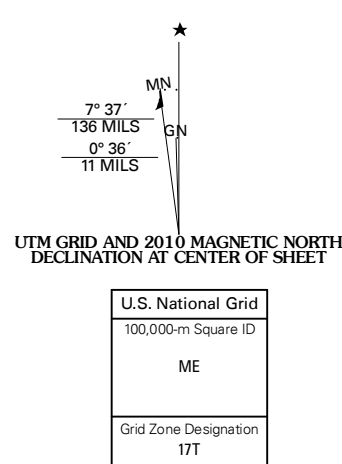 MN
7° 37´
136 MILS
GN
0° 36´
11 MILS
UTM GRID AND 2010 MAGNETIC NORTH
DECLINATION AT CENTER OF SHEET
U.S. National Grid
100,000-m Square ID
ME
Grid Zone Designation
17T